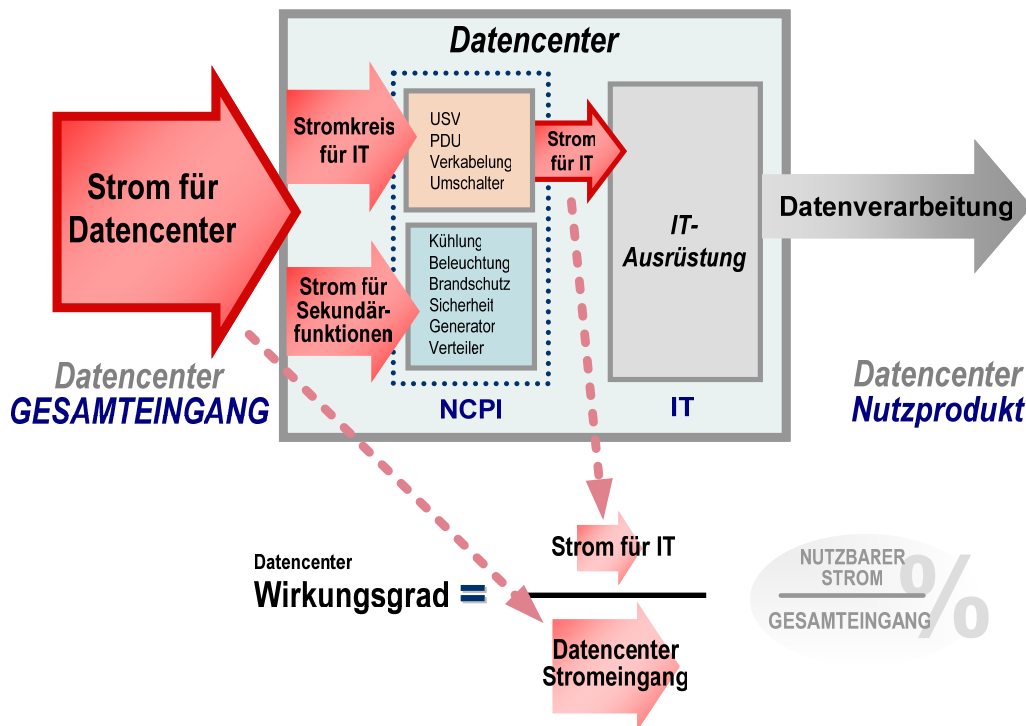 Datencenter
Strom für
Datencenter
Stromkreis
für IT
USV
PDU
Verkabelung
Umschalter
Strom
für IT
Strom für
Sekundär-
funktionen
Kühlung
Beleuchtung
Brandschutz
Sicherheit
Generator
Verteiler
IT-
Ausrüstung
Datenverarbeitung
Datencenter
GESAMTEINGANG
NCPI
IT
Datencenter
Nutzprodukt
Datencenter
Wirkungsgrad =
Strom für IT
Datencenter
Stromeingang
NUTZBARER
STROM
GESAMTEINGANG
%